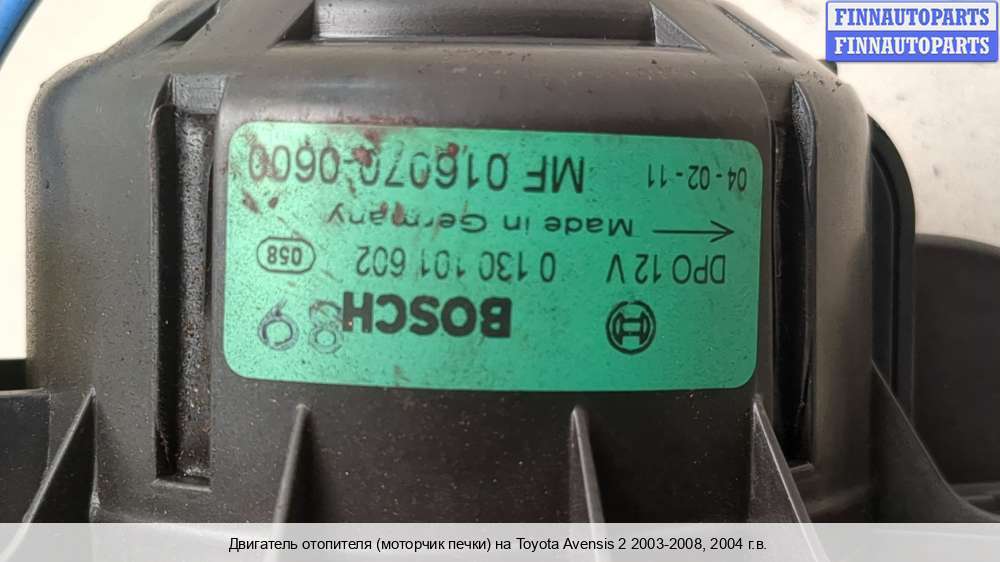 FINNAUTOPARTS
FINNAUTOPARTS
BOSCH
DPO 12 V 0 130 101 602 058
Made in Germany
04-02-11 MF 016070-0600
Двигатель отопителя (моторчик печки) на Toyota Avensis 2 2003-2008, 2004 г.в.